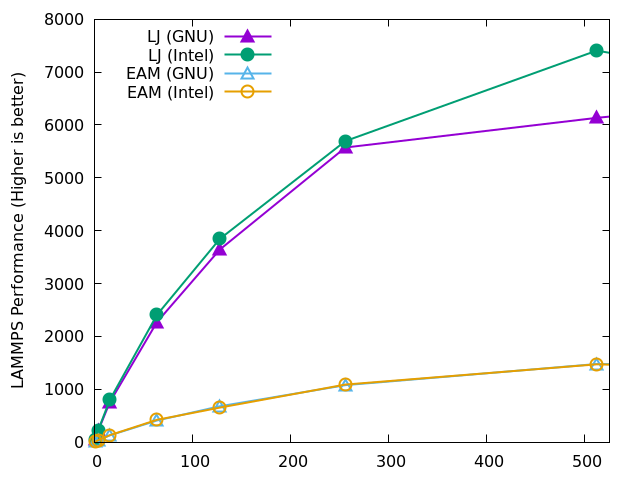 8000
7000
6000
5000
4000
3000
2000
1000
0
LAMMPS Performance (Higher is better)
LJ (GNU)
LJ (Intel)
EAM (GNU)
EAM (Intel)
0 100 200 300 400 500